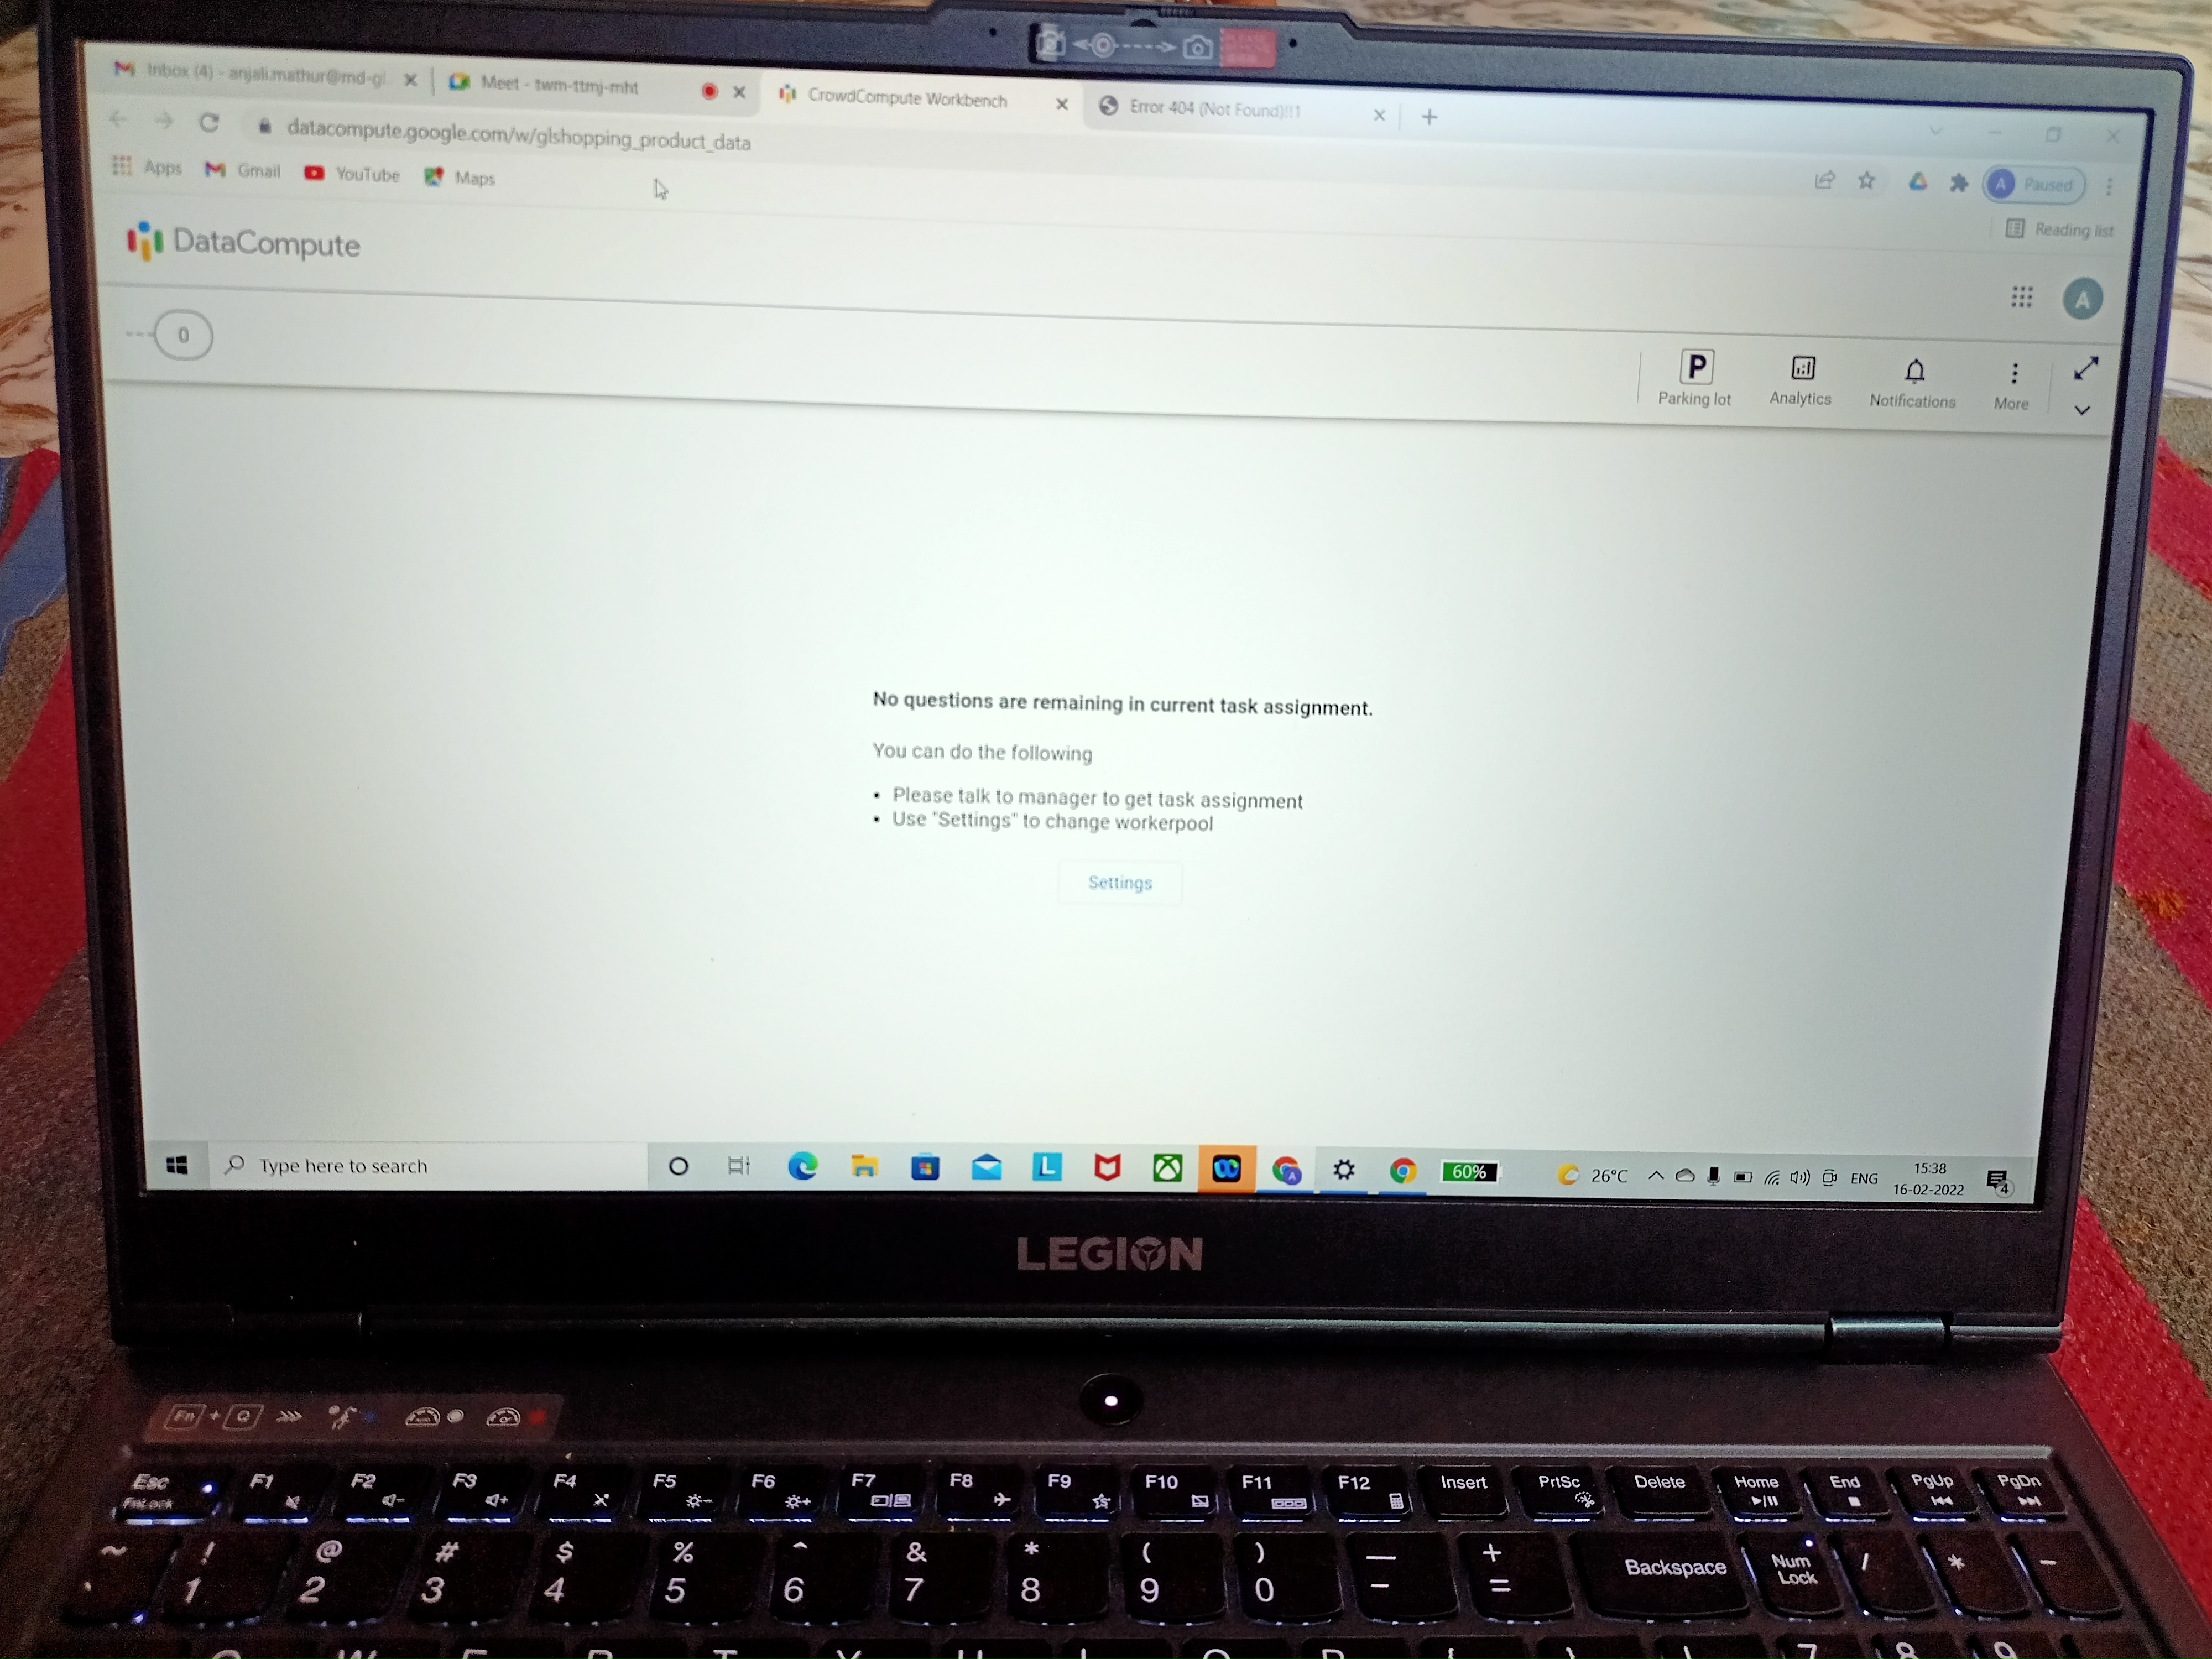 Inbox (4) - anjali.mathur@md-gl
Meet - twm-ttmj-mht
CrowdCompute Workbench
Error 404 (Not Found)!!1
datacompute.google.com/w/glshopping_product_data
Apps
Gmail
YouTube
Maps
A
Paused
Reading list
DataCompute
A
0
P
Parking lot
Analytics
Notifications
More
No questions are remaining in current task assignment.
You can do the following
• Please talk to manager to get task assignment
• Use "Settings" to change workerpool
Settings
Type here to search
L
A
60%
26°C
ENG
15:38
16-02-2022
4
LEGION
Fn + Q
Esc F1 F2 F3 F4 F5 F6 F7 F8 F9 F10 F11 F12 Insert PrtSc Delete Home End PgUp PgDn
FnLock
~ ! @ # $ % ^ & * ( ) — +
` 1 2 3 4 5 6 7 8 9 0 - = Backspace Num Lock / * -
7 8 9